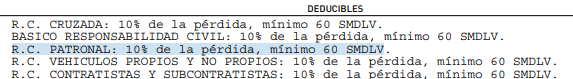 DEDUCIBLES
R.C. CRUZADA: 10% de la pérdida, mínimo 60 SMDLV.
BASICO RESPONSABILIDAD CIVIL: 10% de la pérdida, mínimo 60 SMDLV.
R.C. PATRONAL: 10% de la pérdida, mínimo 60 SMDLV.
R.C. VEHICULOS PROPIOS Y NO PROPIOS: 10% de la pérdida, mínimo 60 SMDLV.
R.C. CONTRATISTAS Y SUBCONTRATISTAS: 10% de la pérdida, mínimo 60 SMDLV.